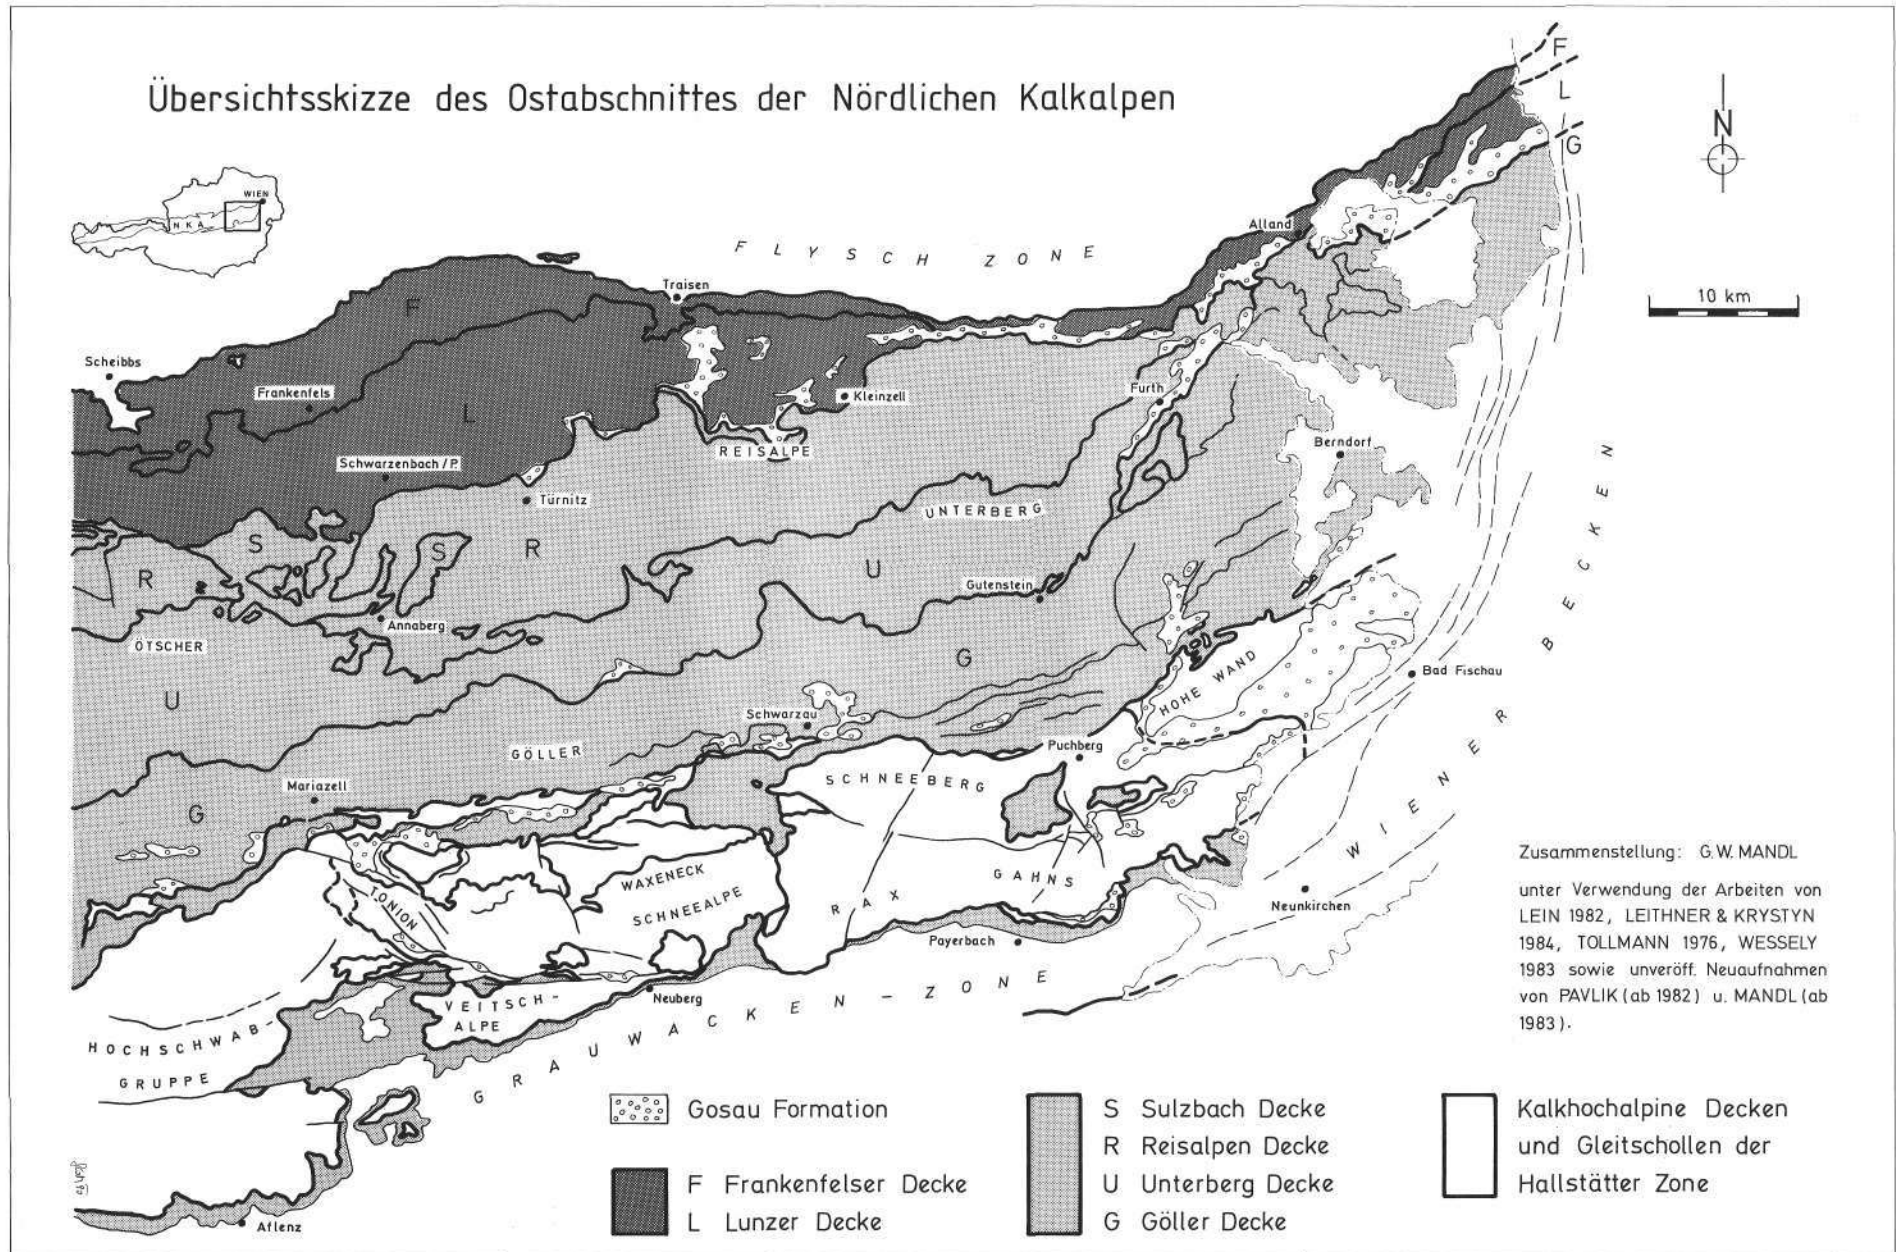 Übersichtsskizze des Ostabschnittes der Nördlichen Kalkalpen
WIEN
NKA
F
L
G
N
10 km
FLYSCH ZONE
Alland
Traisen
Scheibbs
F
Frankenfels
L
Kleinzell
Furth
REISALPE
Berndorf
Schwarzenbach/P.
Türnitz
UNTERBERG
S
S
R
R
U
Gutenstein
Annaberg
ÖTSCHER
G
HOHE WAND
Bad Fischau
WIENER BECKEN
U
Schwarzau
GÖLLER
Puchberg
Mariazell
SCHNEEBERG
G
WAXENECK
SCHNEEALPE
GAHNS
RAX
TONION
Neunkirchen
Payerbach
Neuberg
VEITSCH-
ALPE
GRAUWACKEN-ZONE
HOCHSCHWAB-
GRUPPE
Aflenz
Zusammenstellung: G.W. MANDL
unter Verwendung der Arbeiten von
LEIN 1982, LEITHNER & KRYSTYN
1984, TOLLMANN 1976, WESSELY
1983 sowie unveröff. Neuaufnahmen
von PAVLIK (ab 1982) u. MANDL (ab
1983).
Gosau Formation
F Frankenfelser Decke
L Lunzer Decke
S Sulzbach Decke
R Reisalpen Decke
U Unterberg Decke
G Göller Decke
Kalkhochalpine Decken
und Gleitschollen der
Hallstätter Zone